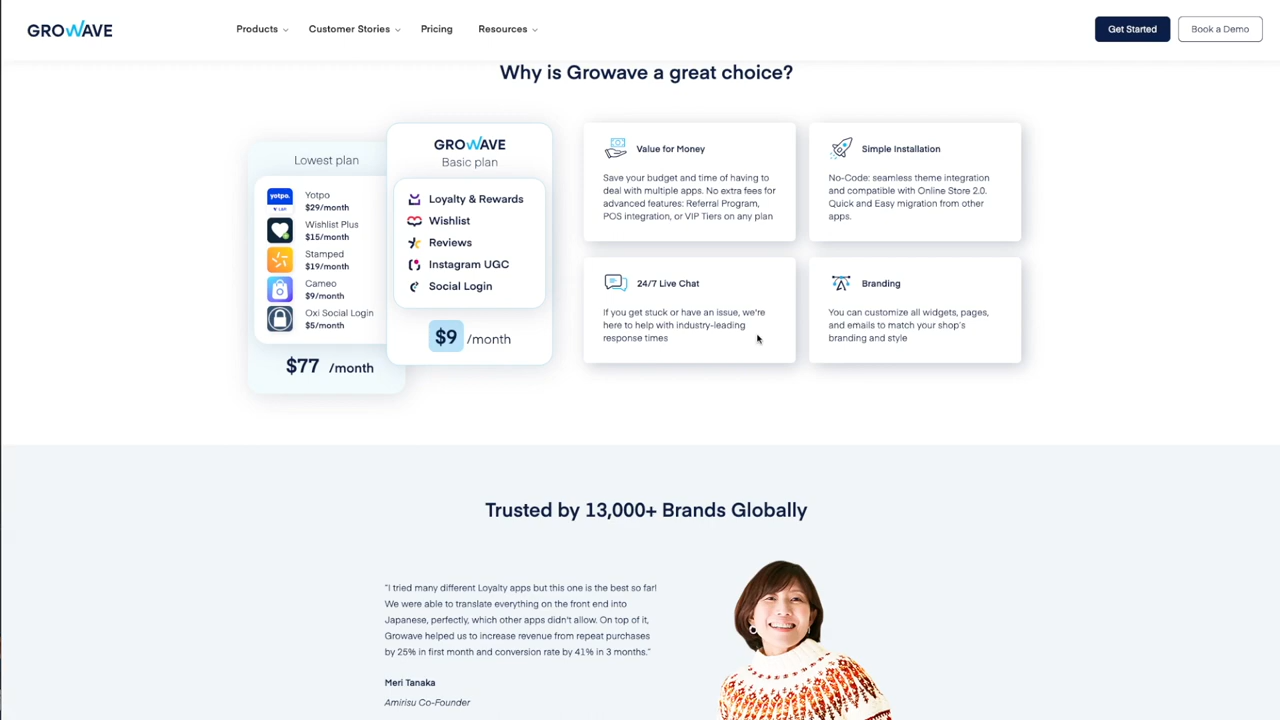 GROWAVE
Products
Customer Stories
Pricing
Resources
Get Started
Book a Demo
Why is Growave a great choice?
Lowest plan
yotpo.
Yotpo
$29/month
Wishlist Plus
$15/month
Stamped
$19/month
Cameo
$9/month
Oxi Social Login
$5/month
$77 /month
GROWAVE
Basic plan
Loyalty & Rewards
Wishlist
Reviews
Instagram UGC
Social Login
$9 /month
Value for Money
Save your budget and time of having to
deal with multiple apps. No extra fees for
advanced features: Referral Program,
POS integration, or VIP Tiers on any plan
Simple Installation
No-Code: seamless theme integration
and compatible with Online Store 2.0.
Quick and Easy migration from other
apps.
24/7 Live Chat
If you get stuck or have an issue, we're
here to help with industry-leading
response times
Branding
You can customize all widgets, pages,
and emails to match your shop's
branding and style
Trusted by 13,000+ Brands Globally
"I tried many different Loyalty apps but this one is the best so far!
We were able to translate everything on the front end into
Japanese, perfectly, which other apps didn't allow. On top of it,
Growave helped us to increase revenue from repeat purchases
by 25% in first month and conversion rate by 41% in 3 months."
Meri Tanaka
Amirisu Co-Founder